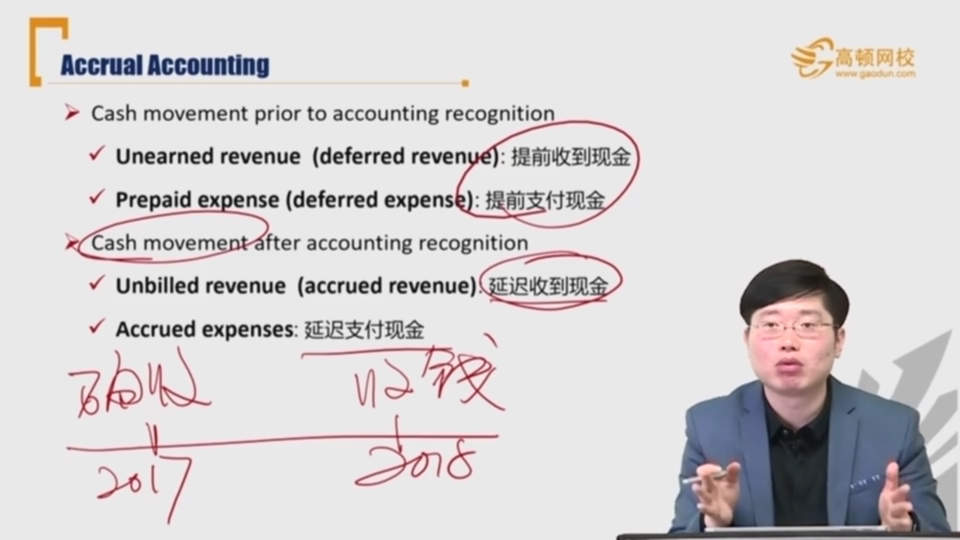 Accrual Accounting
高顿网校
www.gaodun.com
Cash movement prior to accounting recognition
Unearned revenue (deferred revenue): 提前收到现金
Prepaid expense (deferred expense): 提前支付现金
Cash movement after accounting recognition
Unbilled revenue (accrued revenue): 延迟收到现金
Accrued expenses: 延迟支付现金
确收 收钱
2017 2018